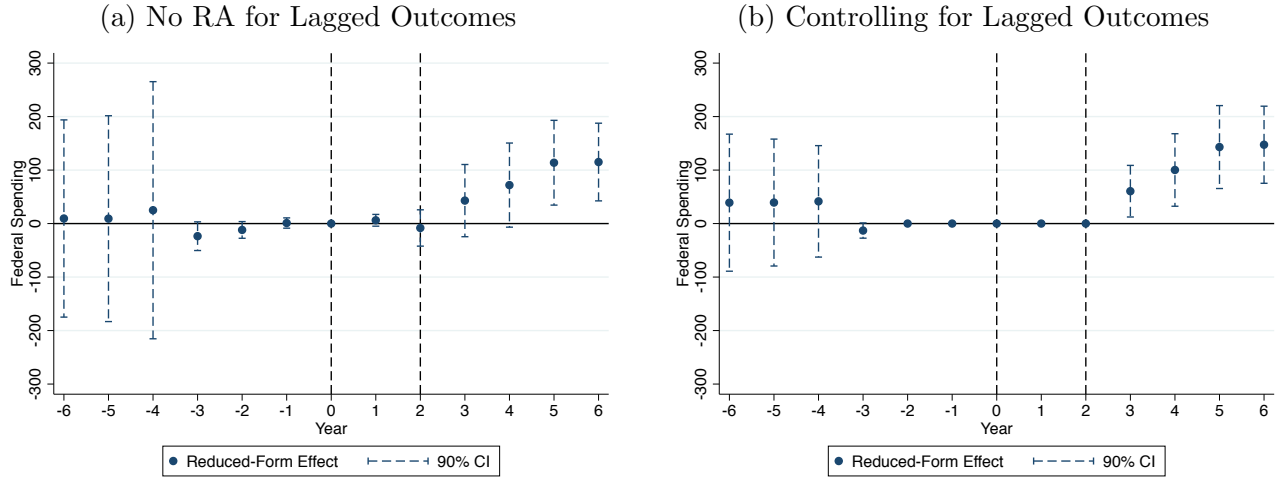 (a) No RA for Lagged Outcomes
Federal Spending
300
200
100
0
-100
-200
-300
-6 -5 -4 -3 -2 -1 0 1 2 3 4 5 6
Year
Reduced-Form Effect 90% CI
(b) Controlling for Lagged Outcomes
Federal Spending
300
200
100
0
-100
-200
-300
-6 -5 -4 -3 -2 -1 0 1 2 3 4 5 6
Year
Reduced-Form Effect 90% CI